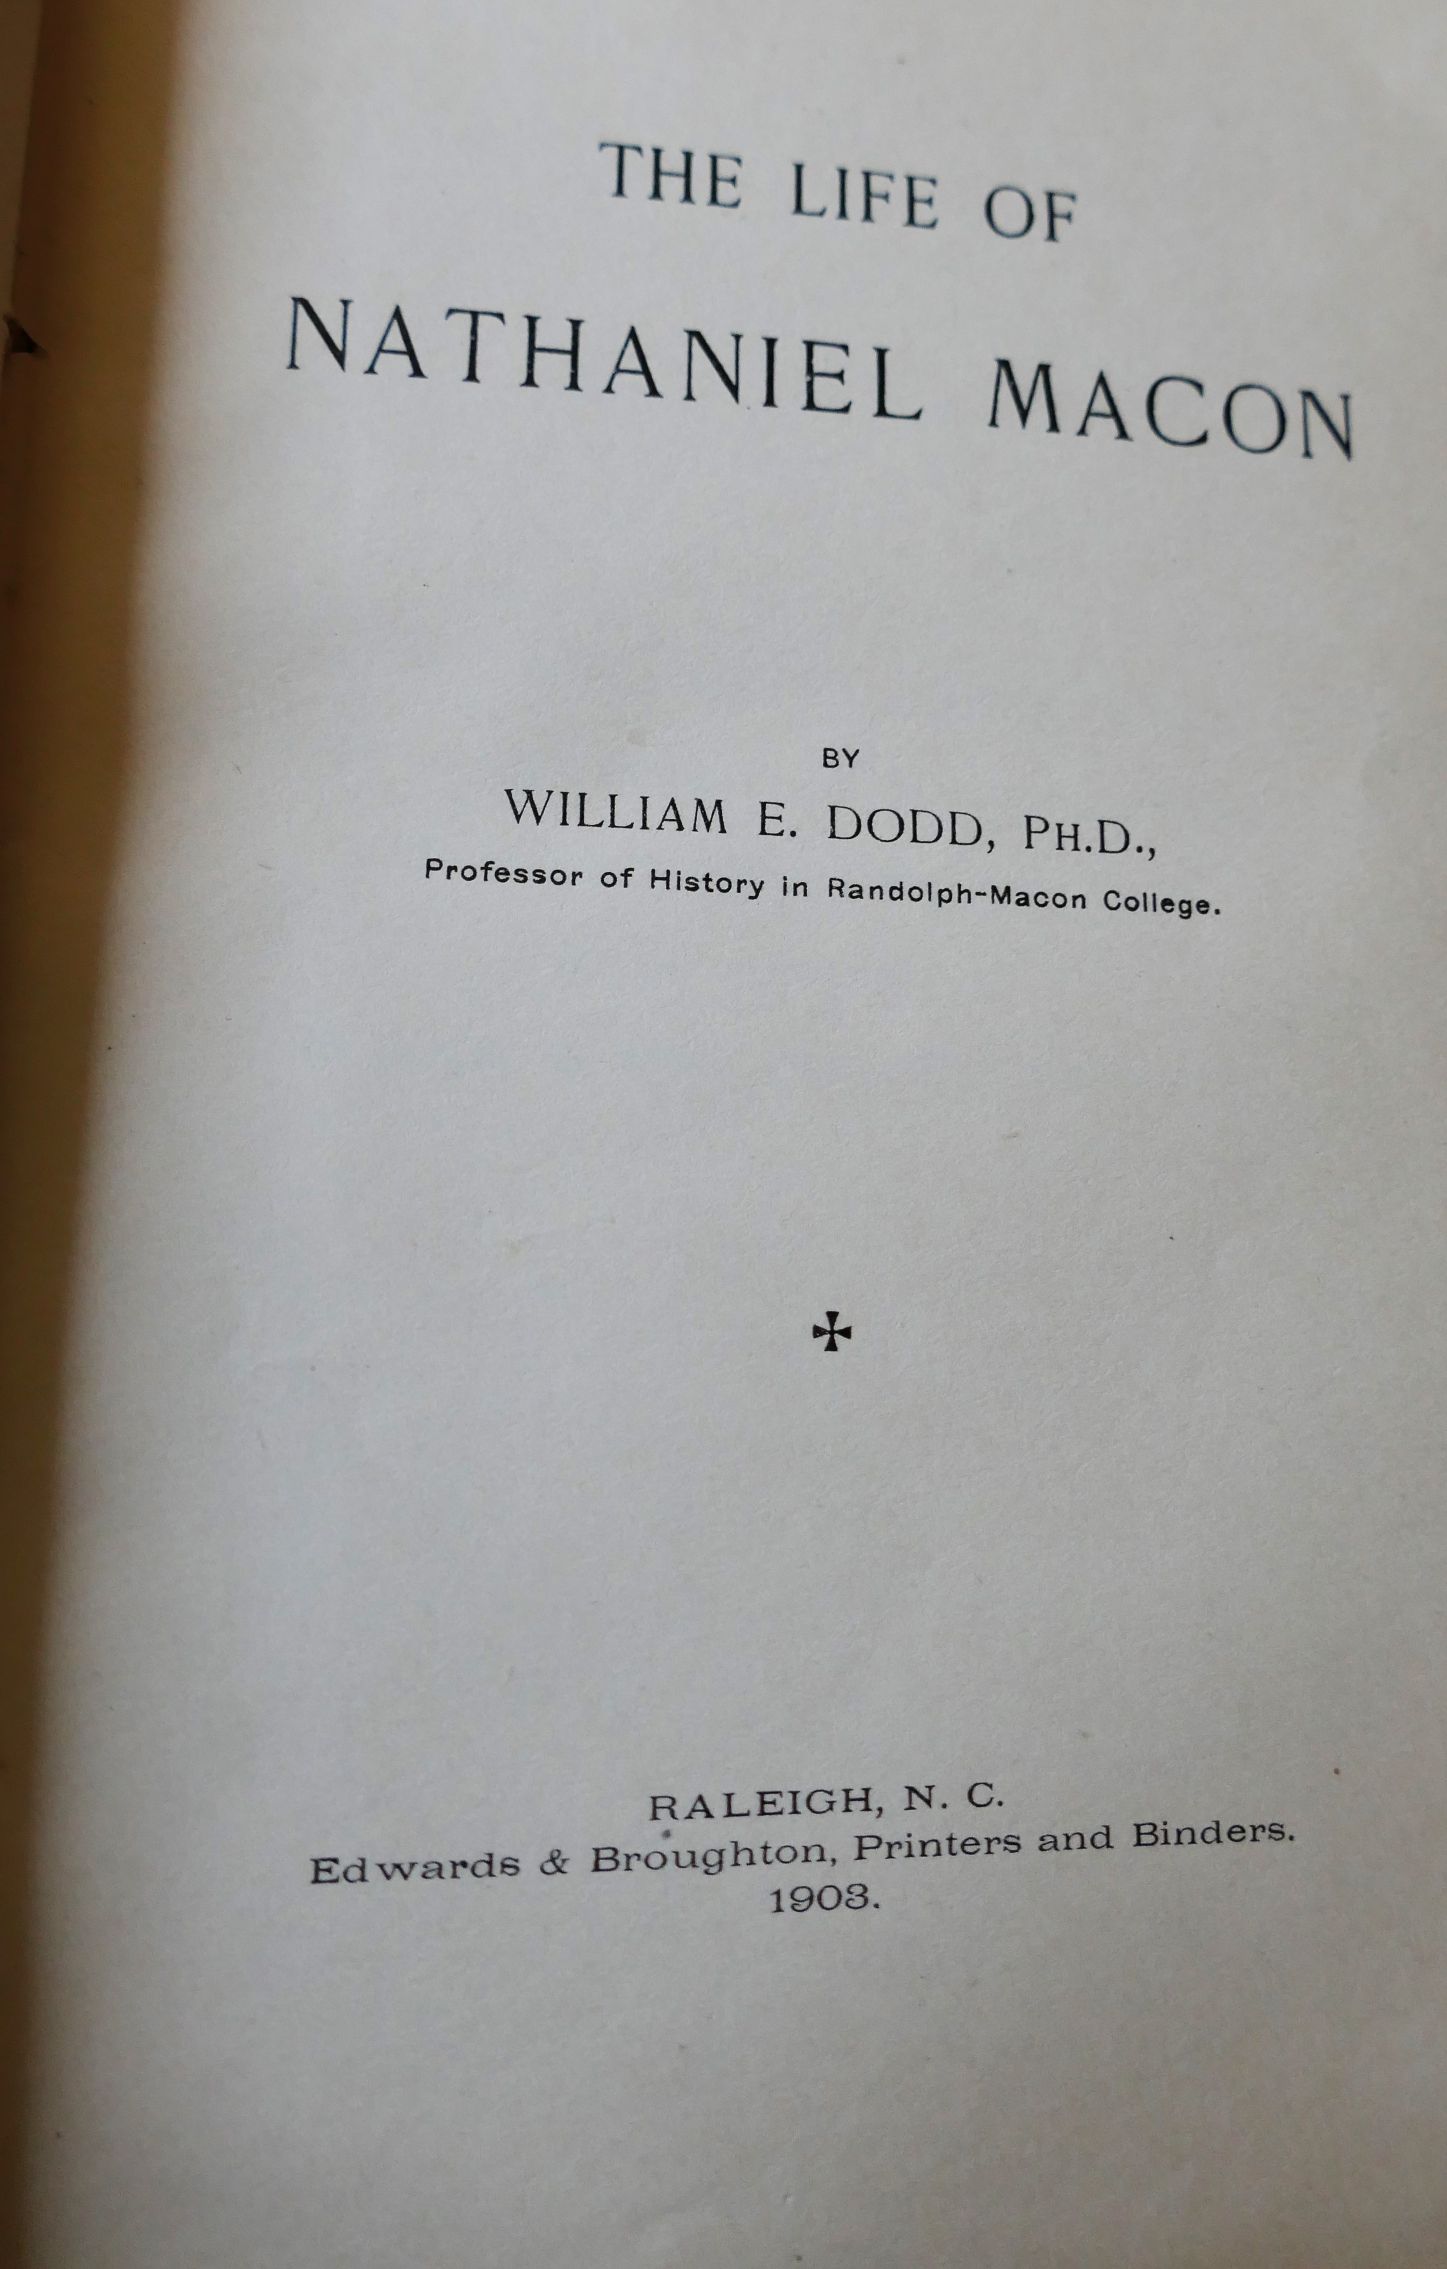 THE LIFE OF
NATHANIEL MACON
BY
WILLIAM E. DODD, PH.D.,
Professor of History in Randolph-Macon College.
RALEIGH, N. C.
Edwards & Broughton, Printers and Binders.
1903.